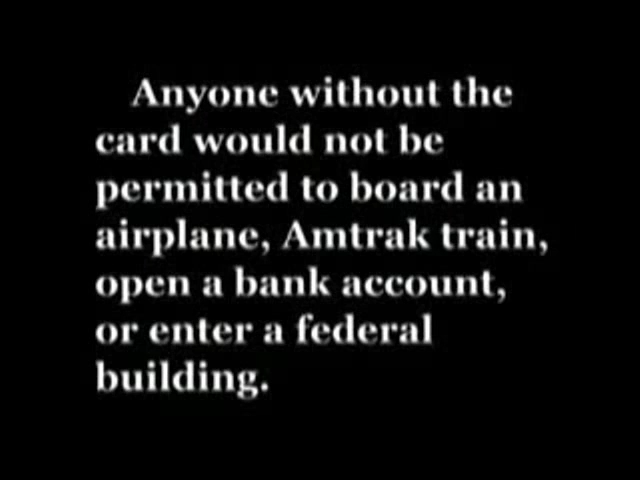 Anyone without the
card would not be
permitted to board an
airplane, Amtrak train,
open a bank account,
or enter a federal
building.